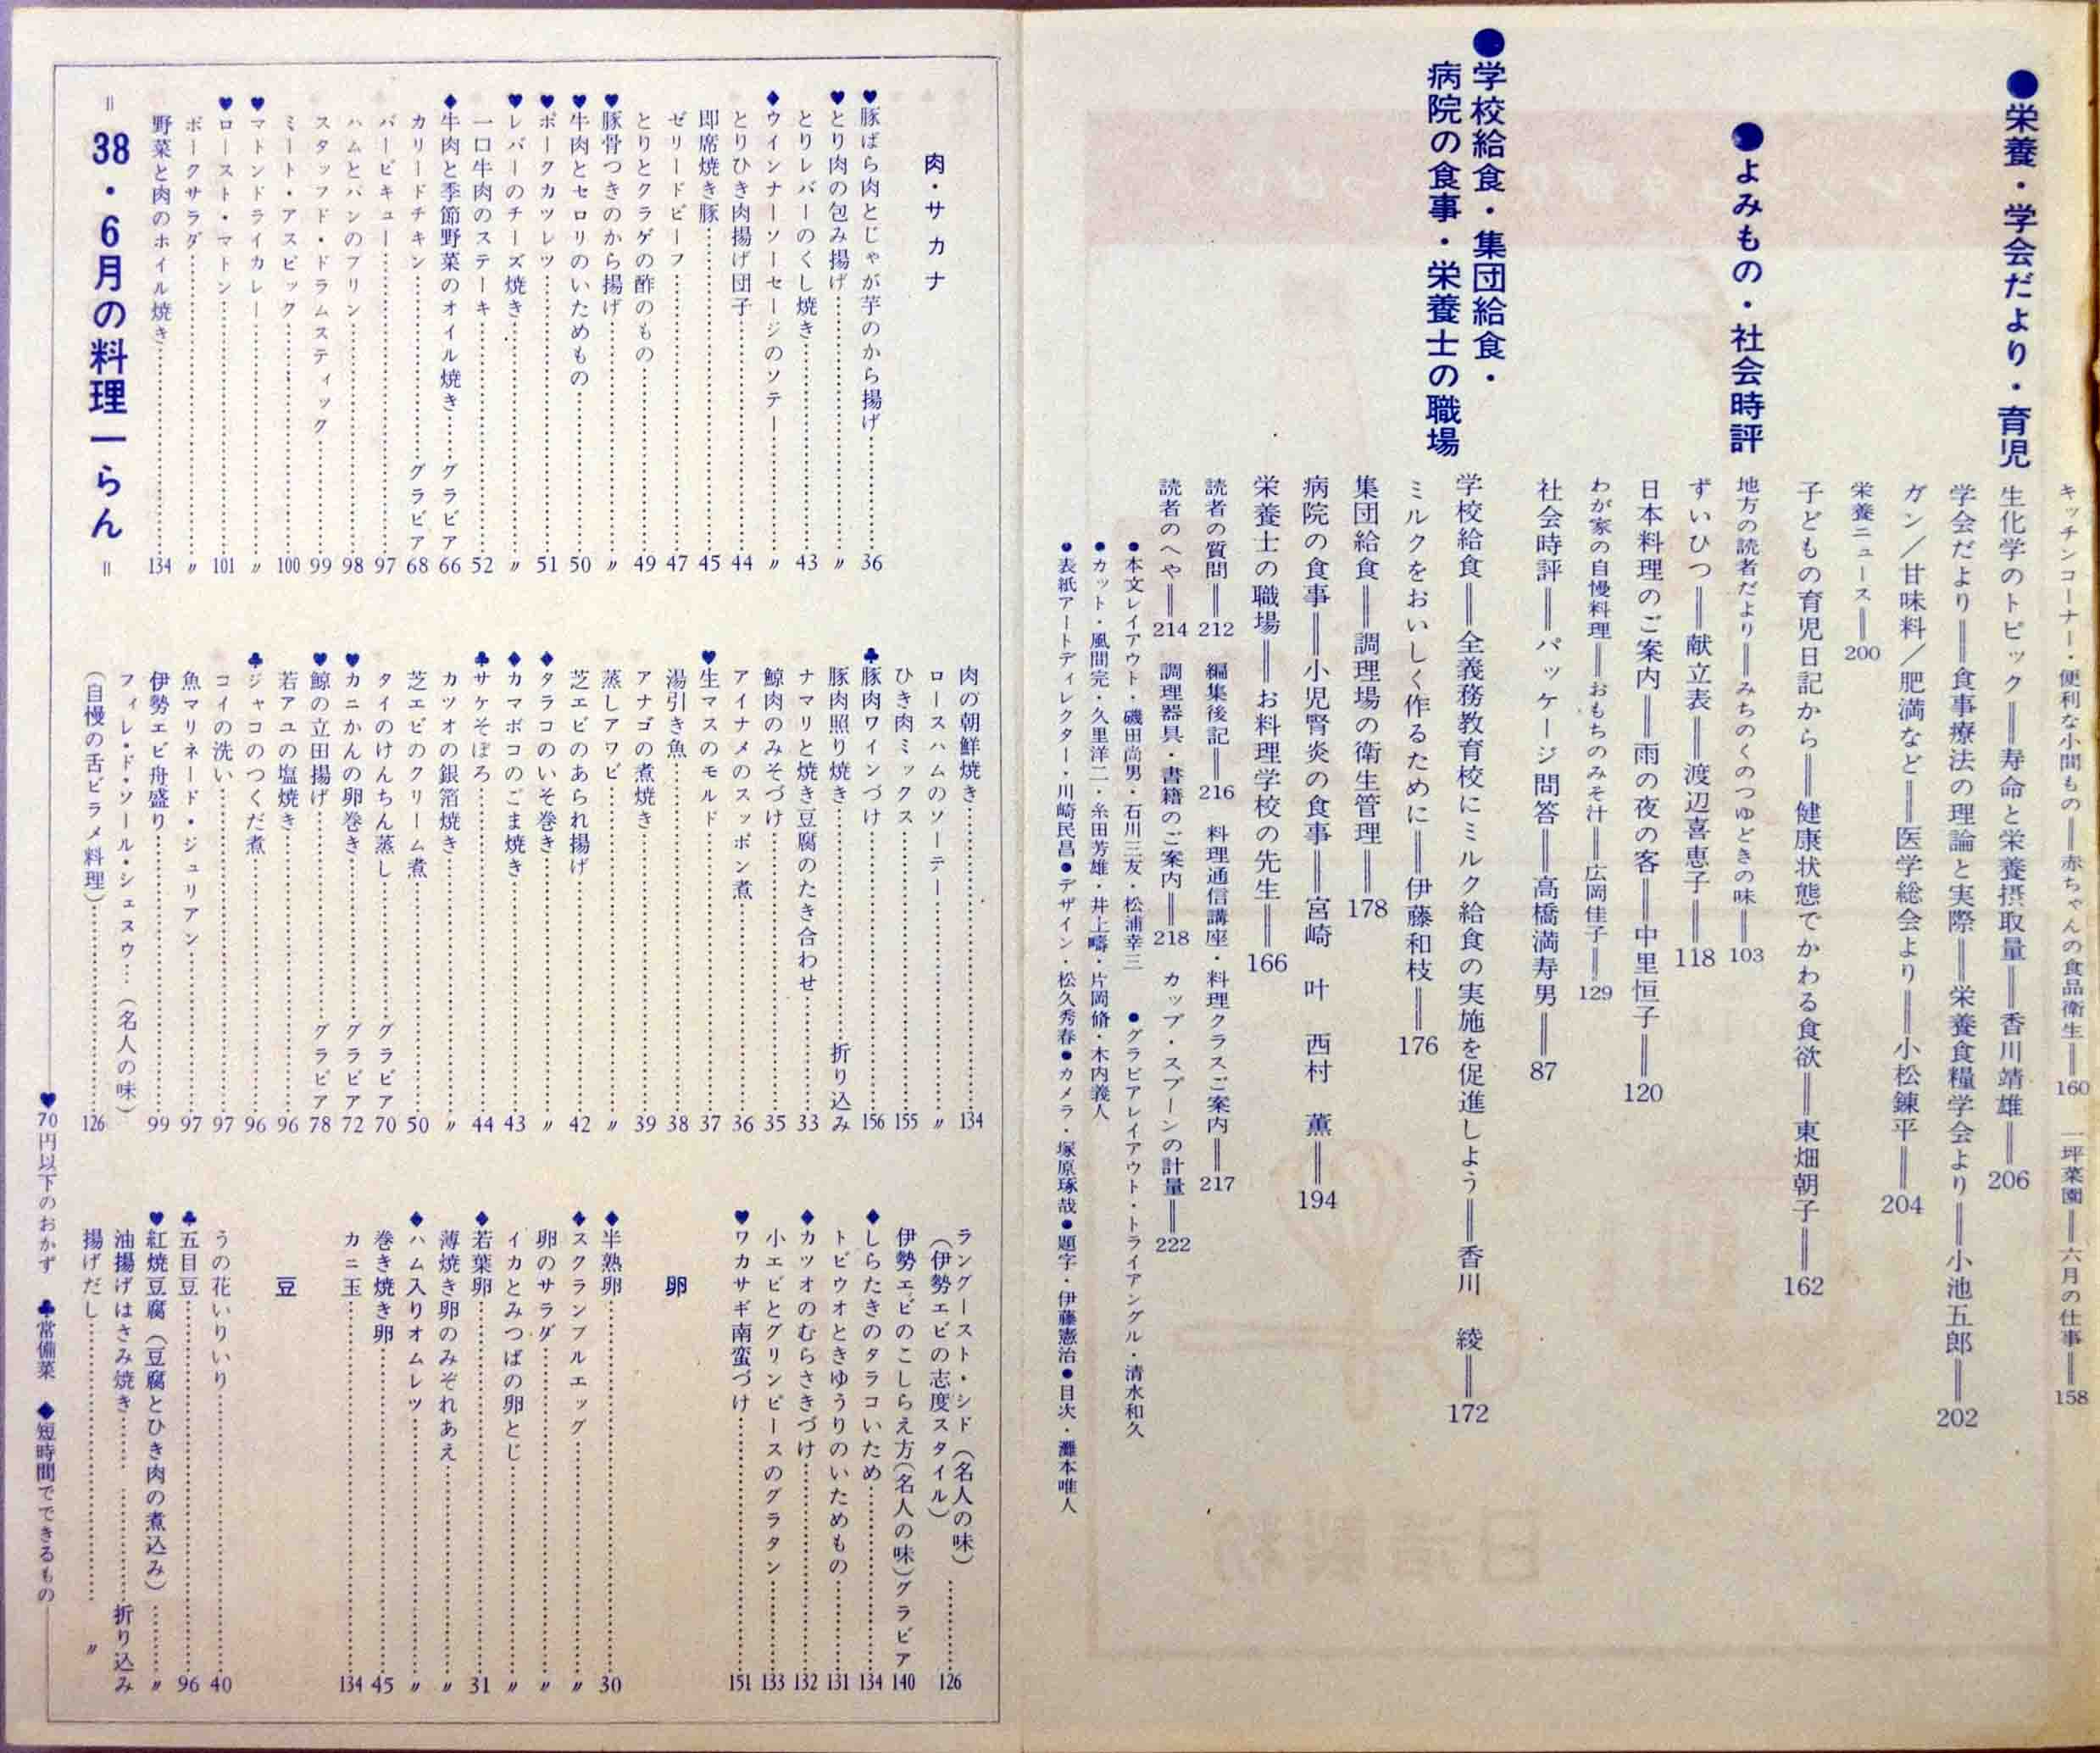 キッチンコーナー・便利な小間もの＝赤ちゃんの食品衛生＝160　一坪菜園＝六月の仕事＝158
●栄養・学会だより・育児
生化学のトピック＝寿命と栄養摂取量＝香川靖雄＝206
学会だより＝食事療法の理論と実際＝栄養食糧学会より＝小池五郎＝202
ガン／甘味料／肥満など＝医学総会より＝小松錬平＝204
栄養ニュース＝200
子どもの育児日記から＝健康状態でかわる食欲＝東畑朝子＝162
●よみもの・社会時評
地方の読者だより＝みちのくのつゆどきの味＝103
ずいひつ＝献立表＝渡辺喜恵子＝118
日本料理のご案内＝雨の夜の客＝中里恒子＝120
わが家の自慢料理＝おもちのみそ汁＝広岡佳子＝129
社会時評＝パッケージ問答＝高橋満寿男＝87
●学校給食・集団給食・
病院の食事・栄養士の職場
学校給食＝全義務教育校にミルク給食の実施を促進しよう＝香川　綾＝172
ミルクをおいしく作るために＝伊藤和枝＝176
集団給食＝調理場の衛生管理＝178
病院の食事＝小児腎炎の食事＝宮崎　叶　西村　薫＝194
栄養士の職場＝お料理学校の先生＝166
読者の質問＝212　編集後記＝216　料理通信講座・料理クラスご案内＝217
読者のへや＝214　調理器具・書籍のご案内＝218　カップ・スプーンの計量＝222
●本文レイアウト・磯田尚男・石川三友・松浦幸三　●グラビアレイアウト・トライアングル・清水和久
●カット・風間完・久里洋二・糸田芳雄・井上疇・片岡脩・木内義人
●表紙アートディレクター・川崎民昌●デザイン・松久秀春●カメラ・塚原琢哉●題字・伊藤憲治●目次・灘本唯人
肉・サカナ
♥豚ばら肉とじゃが芋のから揚げ……36
♥とり肉の包み揚げ……〃
とりレバーのくし焼き……43
◆ウインナーソーセージのソテー……〃
とりひき肉揚げ団子……44
即席焼き豚……45
ゼリードビーフ……47
とりとクラゲの酢のもの……49
♥豚骨つきのから揚げ……〃
♥牛肉とセロリのいためもの……50
♥ポークカツレツ……51
♥レバーのチーズ焼き……〃
一口牛肉のステーキ……52
◆牛肉と季節野菜のオイル焼き……グラビア66
カリードチキン……グラビア68
バービキュー……97
ハムとパンのプリン……98
スタッフド・ドラムスティック……99
ミート・アスピック……100
♥マトンドライカレー……〃
♥ロースト・マトン……101
ポークサラダ……〃
野菜と肉のホイル焼き……134
＝38・6月の料理一らん＝
肉の朝鮮焼き……134
ロースハムのソーテー……〃
ひき肉ミックス……155
♣豚肉ワインづけ……156
豚肉照り焼き……折り込み
ナマリと焼き豆腐のたき合わせ……33
鯨肉のみそづけ……35
アイナメのスッポン煮……36
♥生マスのモルド……37
湯引き魚……38
アナゴの煮焼き……39
蒸しアワビ……〃
芝エビのあられ揚げ……42
◆タラコのいそ巻き……〃
◆カマボコのごま焼き……43
♣サケそぼろ……44
カツオの銀箔焼き……〃
芝エビのクリーム煮……50
タイのけんちん蒸し……グラビア70
♥カニかんの卵巻き……グラビア72
♥鯨の立田揚げ……グラビア78
若アユの塩焼き……96
♣ジャコのつくだ煮……96
コイの洗い……97
魚マリネード・ジュリアン……97
伊勢エビ舟盛り……99
フィレ・ド・ソール・シェスウ…（名人の味）
（自慢の舌ビラメ料理）……126
ラングースト・シド（名人の味）
（伊勢エビの志度スタイル）……126
伊勢エビのこしらえ方（名人の味）グラビア140
◆しらたきのタラコいため……134
トビウオときゆうりのいためもの……131
◆カツオのむらさきづけ……132
小エビとグリンピースのグラタン……133
♥ワカサギ南蛮づけ……151
卵
◆半熟卵……30
◆スクランブルエッグ……〃
卵のサラダ……〃
イカとみつばの卵とじ……〃
◆若葉卵……31
薄焼き卵のみぞれあえ……〃
◆ハム入りオムレツ……〃
巻き焼き卵……45
カニ玉……134
豆
うの花いりいり……40
♣五目豆……96
♥紅焼豆腐（豆腐とひき肉の煮込み）……〃
油揚げはさみ焼き……折り込み
揚げだし……〃
♥70円以下のおかず　♣常備菜　◆短時間でできるもの